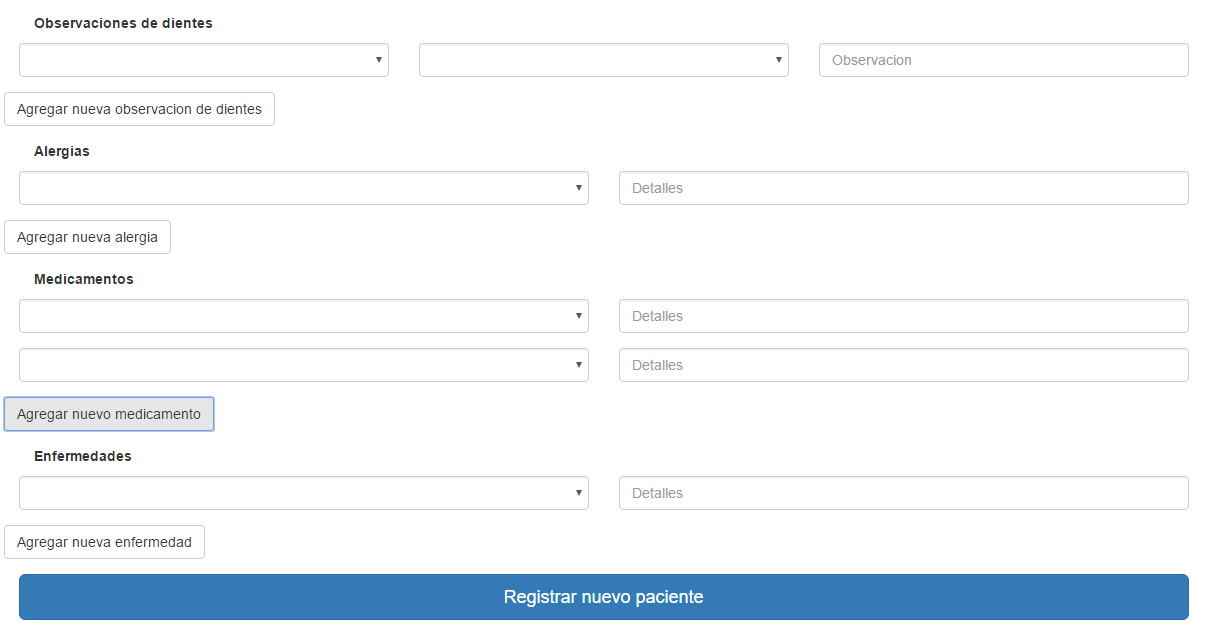 Observaciones de dientes
Observacion
Agregar nueva observacion de dientes
Alergias
Detalles
Agregar nueva alergia
Medicamentos
Detalles
Detalles
Agregar nuevo medicamento
Enfermedades
Detalles
Agregar nueva enfermedad
Registrar nuevo paciente